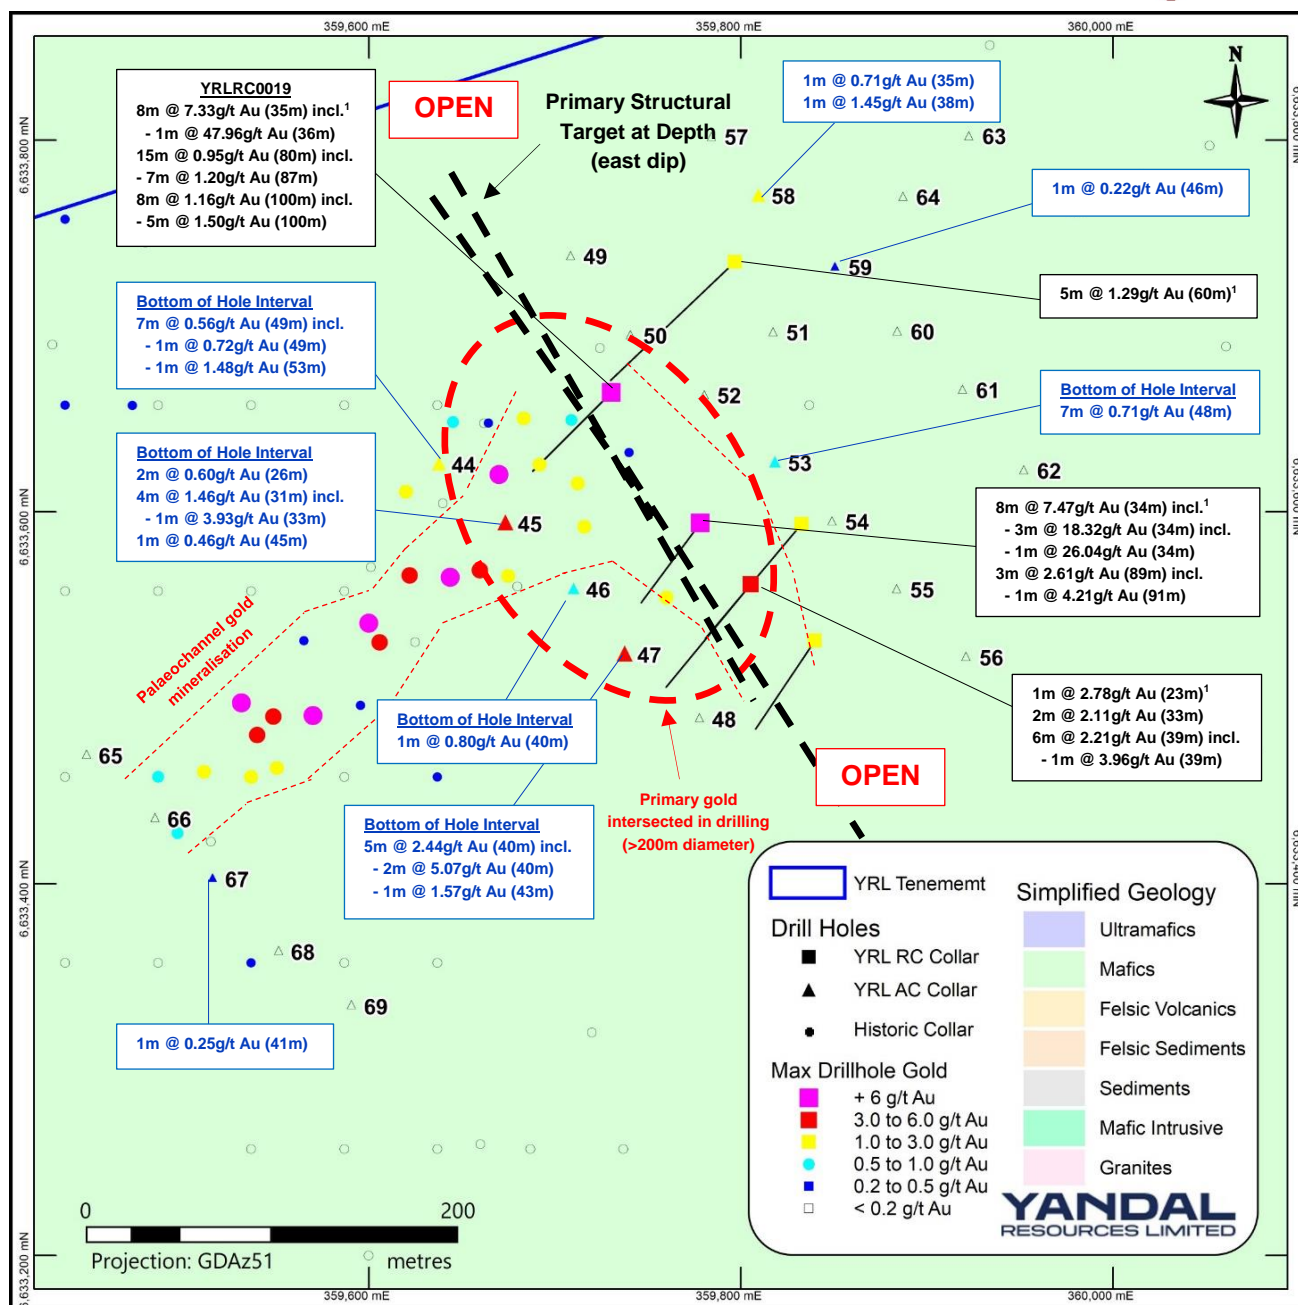 359,600 mE
359,800 mE
360,000 mE
6,633,800 mN
6,633,600 mN
6,633,400 mN
6,633,200 mN
6,633,800 mN
6,633,600 mN
6,633,400 mN
N
YRLRC0019
8m @ 7.33g/t Au (35m) incl.1
- 1m @ 47.96g/t Au (36m)
15m @ 0.95g/t Au (80m) incl.
- 7m @ 1.20g/t Au (87m)
8m @ 1.16g/t Au (100m) incl.
- 5m @ 1.50g/t Au (100m)
OPEN
Primary Structural
Target at Depth
(east dip)
1m @ 0.71g/t Au (35m)
1m @ 1.45g/t Au (38m)
57
63
58
64
1m @ 0.22g/t Au (46m)
49
59
5m @ 1.29g/t Au (60m)1
Bottom of Hole Interval
7m @ 0.56g/t Au (49m) incl.
- 1m @ 0.72g/t Au (49m)
- 1m @ 1.48g/t Au (53m)
50
51
60
52
61
Bottom of Hole Interval
7m @ 0.71g/t Au (48m)
Bottom of Hole Interval
2m @ 0.60g/t Au (26m)
4m @ 1.46g/t Au (31m) incl.
- 1m @ 3.93g/t Au (33m)
1m @ 0.46g/t Au (45m)
44
53
62
45
54
8m @ 7.47g/t Au (34m) incl.1
- 3m @ 18.32g/t Au (34m) incl.
- 1m @ 26.04g/t Au (34m)
3m @ 2.61g/t Au (89m) incl.
- 1m @ 4.21g/t Au (91m)
46
55
Palaeochannel gold
mineralisation
47
56
48
1m @ 2.78g/t Au (23m)1
2m @ 2.11g/t Au (33m)
6m @ 2.21g/t Au (39m) incl.
- 1m @ 3.96g/t Au (39m)
Bottom of Hole Interval
1m @ 0.80g/t Au (40m)
65
OPEN
Primary gold
intersected in drilling
(>200m diameter)
66
Bottom of Hole Interval
5m @ 2.44g/t Au (40m) incl.
- 2m @ 5.07g/t Au (40m)
- 1m @ 1.57g/t Au (43m)
67
68
69
1m @ 0.25g/t Au (41m)
YRL Tenememt
Drill Holes
YRL RC Collar
YRL AC Collar
Historic Collar
Max Drillhole Gold
+ 6 g/t Au
3.0 to 6.0 g/t Au
1.0 to 3.0 g/t Au
0.5 to 1.0 g/t Au
0.2 to 0.5 g/t Au
< 0.2 g/t Au
Simplified Geology
Ultramafics
Mafics
Felsic Volcanics
Felsic Sediments
Sediments
Mafic Intrusive
Granites
YANDAL
RESOURCES LIMITED
0
200
Projection: GDAz51
metres
359,600 mE
359,800 mE
360,000 mE